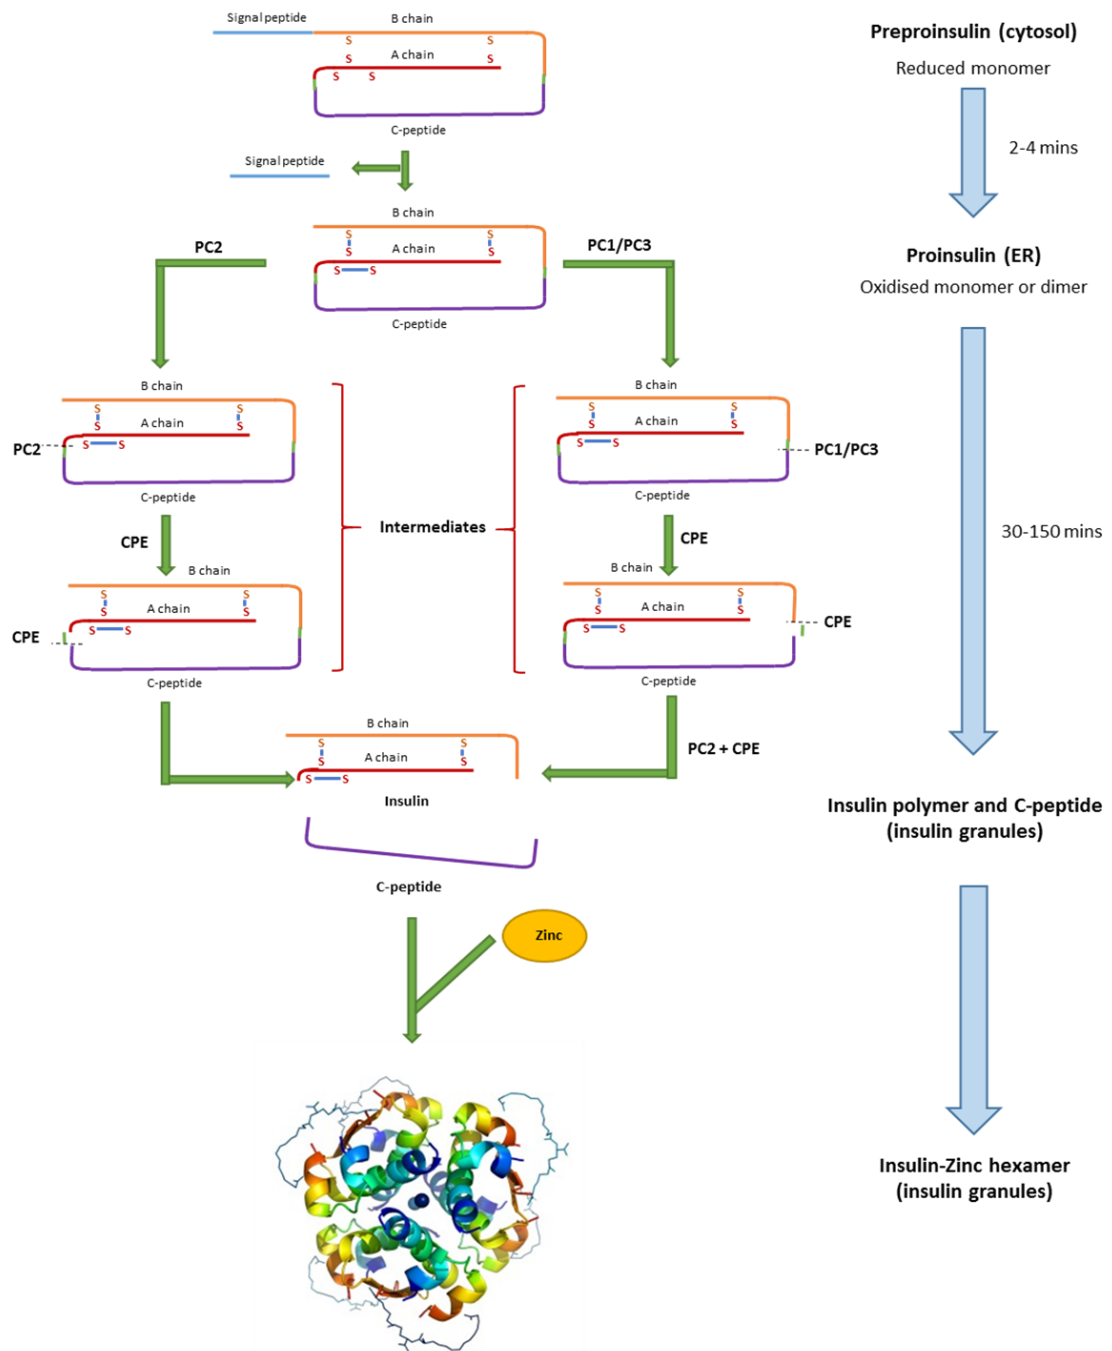 Signal peptide
B chain
S
S
A chain
S
S
S
S
C-peptide
Signal peptide
B chain
S
S
A chain
S
S
S
S
C-peptide
PC2
PC1/PC3
B chain
S
S
A chain
S
S
S
S
PC2
C-peptide
B chain
S
S
A chain
S
S
S
S
PC1/PC3
C-peptide
Intermediates
CPE
CPE
B chain
S
S
A chain
S
S
S
S
CPE
C-peptide
B chain
S
S
A chain
S
S
S
S
CPE
C-peptide
PC2 + CPE
B chain
S
S
A chain
S
S
S
S
Insulin
C-peptide
Zinc
Preproinsulin (cytosol)
Reduced monomer
2-4 mins
Proinsulin (ER)
Oxidised monomer or dimer
30-150 mins
Insulin polymer and C-peptide
(insulin granules)
Insulin-Zinc hexamer
(insulin granules)